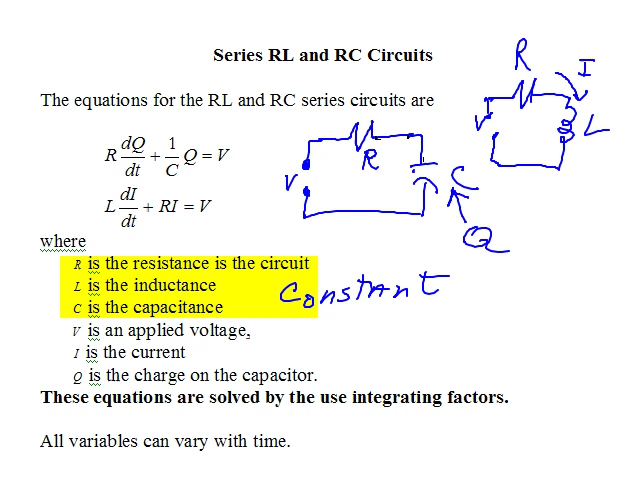 Series RL and RC Circuits
The equations for the RL and RC series circuits are
R dQ/dt + 1/C Q = V
L dI/dt + RI = V
where
R is the resistance is the circuit
L is the inductance
C is the capacitance
V is an applied voltage,
I is the current
Q is the charge on the capacitor.
These equations are solved by the use integrating factors.
All variables can vary with time.
R
I
V
L
R
V
C
Q
Constant